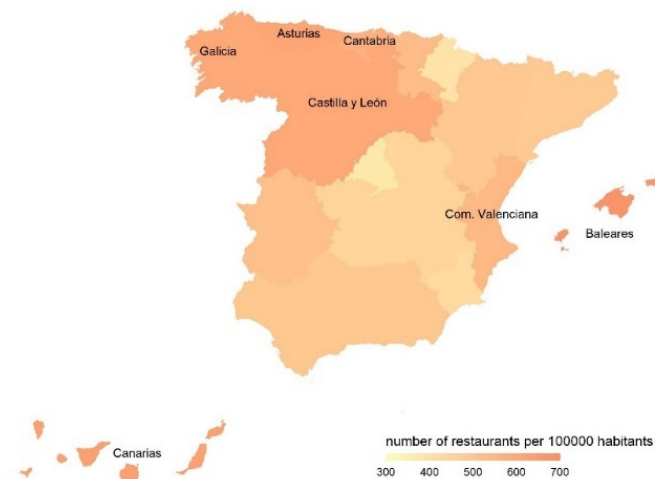 Asturias
Cantabria
Galicia
Castilla y León
Com. Valenciana
Baleares
Canarias
number of restaurants per 100000 habitants
300 400 500 600 700